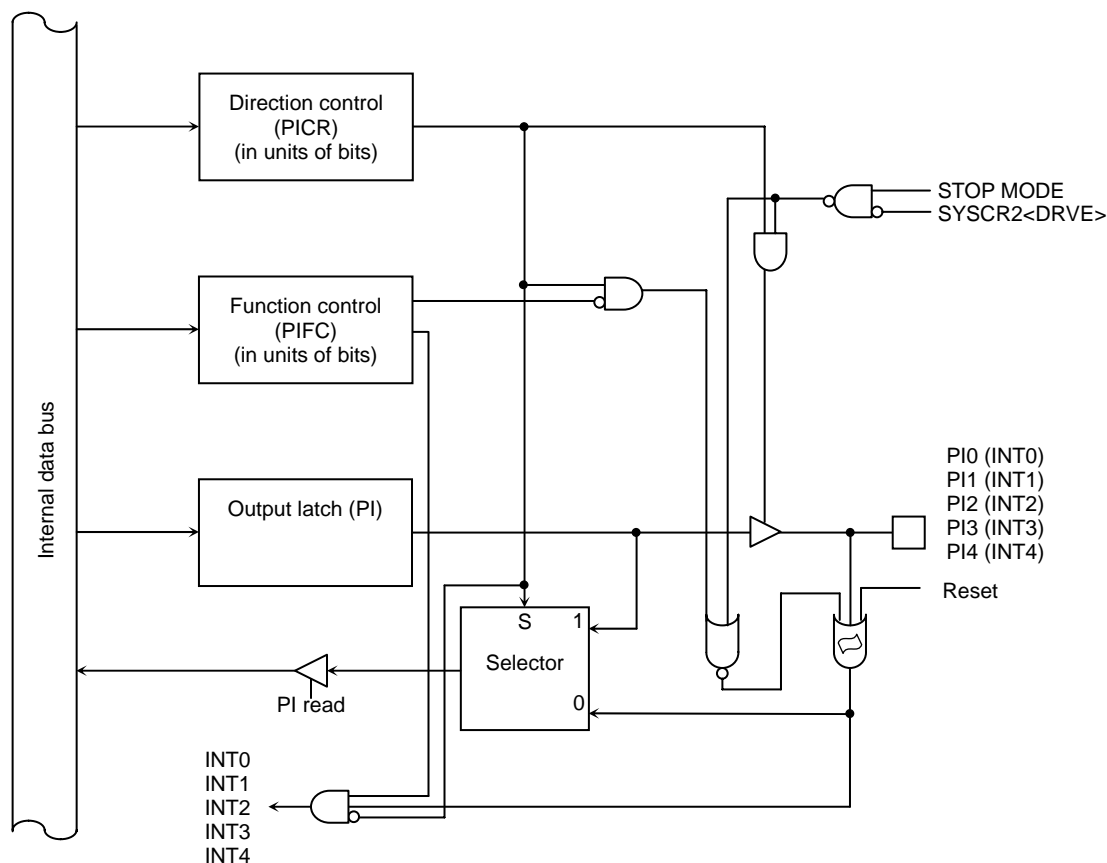 Direction control
(PICR)
(in units of bits)
STOP MODE
SYSCR2<DRVE>
Function control
(PIFC)
(in units of bits)
Internal data bus
Output latch (PI)
PI0 (INT0)
PI1 (INT1)
PI2 (INT2)
PI3 (INT3)
PI4 (INT4)
Reset
S
1
Selector
0
PI read
INT0
INT1
INT2
INT3
INT4